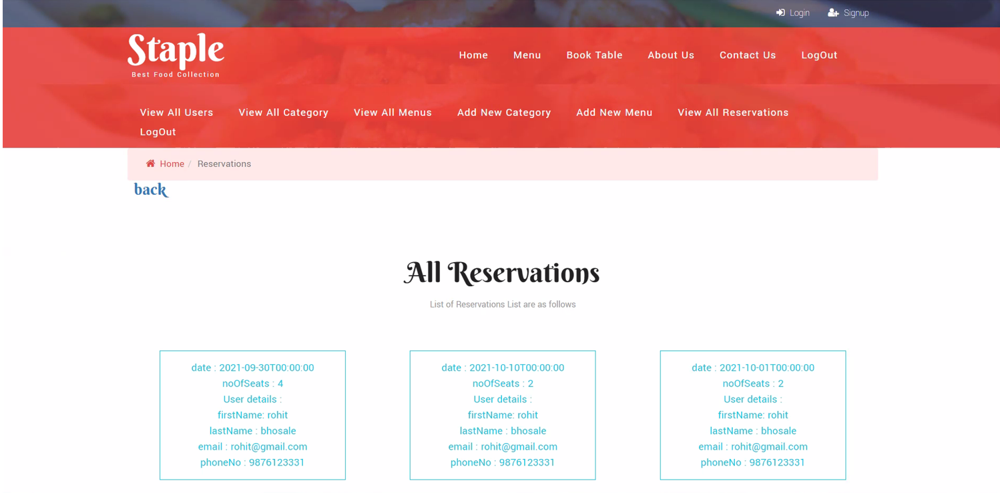 Login Signup
Staple
Best Food Collection
Home Menu Book Table About Us Contact Us LogOut
View All Users View All Category View All Menus Add New Category Add New Menu View All Reservations
LogOut
Home / Reservations
back
All Reservations
List of Reservations List are as follows
date : 2021-09-30T00:00:00
noOfSeats : 4
User details :
firstName: rohit
lastName : bhosale
email : rohit@gmail.com
phoneNo : 9876123331
date : 2021-10-10T00:00:00
noOfSeats : 2
User details :
firstName: rohit
lastName : bhosale
email : rohit@gmail.com
phoneNo : 9876123331
date : 2021-10-01T00:00:00
noOfSeats : 2
User details :
firstName: rohit
lastName : bhosale
email : rohit@gmail.com
phoneNo : 9876123331